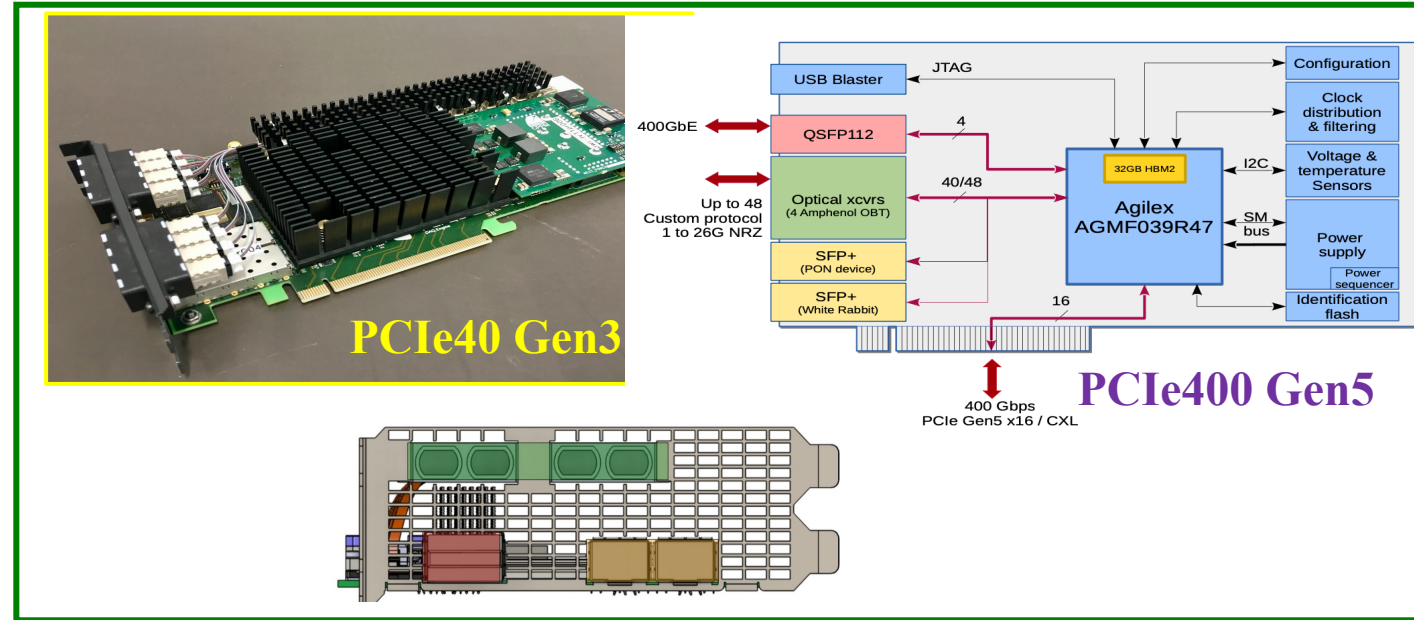 PCIe40 Gen3
USB Blaster
JTAG
400GbE
QSFP112
4
Up to 48
Custom protocol
1 to 26G NRZ
Optical xcvrs
(4 Amphenol OBT)
40/48
SFP+
(PON device)
SFP+
(White Rabbit)
16
32GB HBM2
Agilex
AGMF039R47
Configuration
Clock
distribution
& filtering
I2C
Voltage &
temperature
Sensors
SM
bus
Power
supply
Power
sequencer
Identification
flash
400 Gbps
PCIe Gen5 x16 / CXL
PCIe400 Gen5